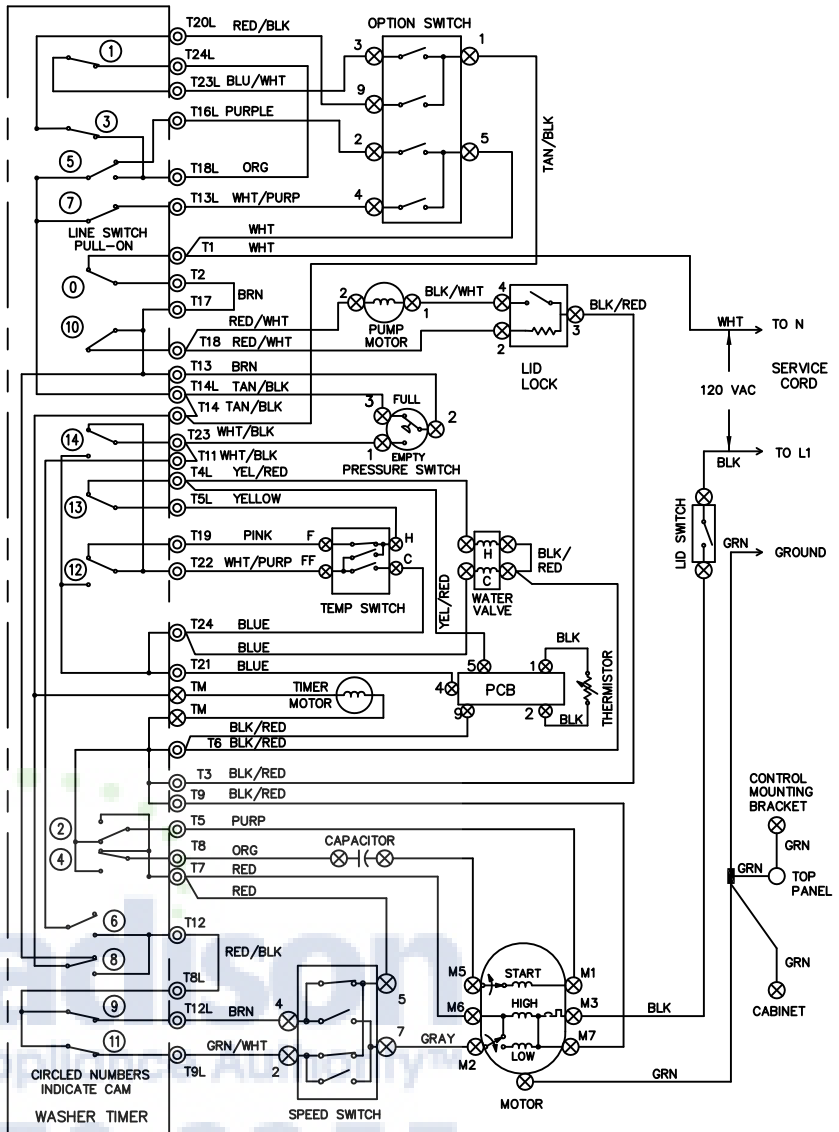 T20L RED/BLK
OPTION SWITCH
1
T24L
3
1
T23L BLU/WHT
9
T16L PURPLE
3
2
5
5
T18L ORG
TAN/BLK
7
T13L WHT/PURP
4
LINE SWITCH
PULL-ON
WHT
T1 WHT
0
T2
BRN
T17
10
RED/WHT
2
BLK/WHT
4
BLK/RED
1
PUMP
MOTOR
T18 RED/WHT
2
3
LID
LOCK
WHT
TO N
SERVICE
CORD
120 VAC
T13 BRN
T14L TAN/BLK
3
FULL
2
T14 TAN/BLK
14
T23 WHT/BLK
1
EMPTY
PRESSURE SWITCH
T11 WHT/BLK
TO L1
BLK
T4L YEL/RED
13
T5L YELLOW
LID SWITCH
GRN
GROUND
T19 PINK
F
H
H
BLK/
RED
12
T22 WHT/PURP
FF
C
C
TEMP SWITCH
YEL/RED
WATER
VALVE
T24 BLUE
BLUE
T21 BLUE
BLK
5
1
4
PCB
THERMISTOR
TM
TIMER
MOTOR
9
2
BLK
TM
BLK/RED
T6 BLK/RED
T3 BLK/RED
T9 BLK/RED
CONTROL
MOUNTING
BRACKET
2
T5 PURP
4
T8 ORG
CAPACITOR
GRN
T7 RED
GRN
TOP
PANEL
RED
6
T12
RED/BLK
8
T8L
GRN
M5
START
M1
5
9
T12L BRN
4
M6
HIGH
M3
BLK
CABINET
7
GRAY
M7
11
T9L
GRN/WHT
2
M2
LOW
CIRCLED NUMBERS
INDICATE CAM
GRN
WASHER TIMER
SPEED SWITCH
MOTOR
adison
ppliance Authority™